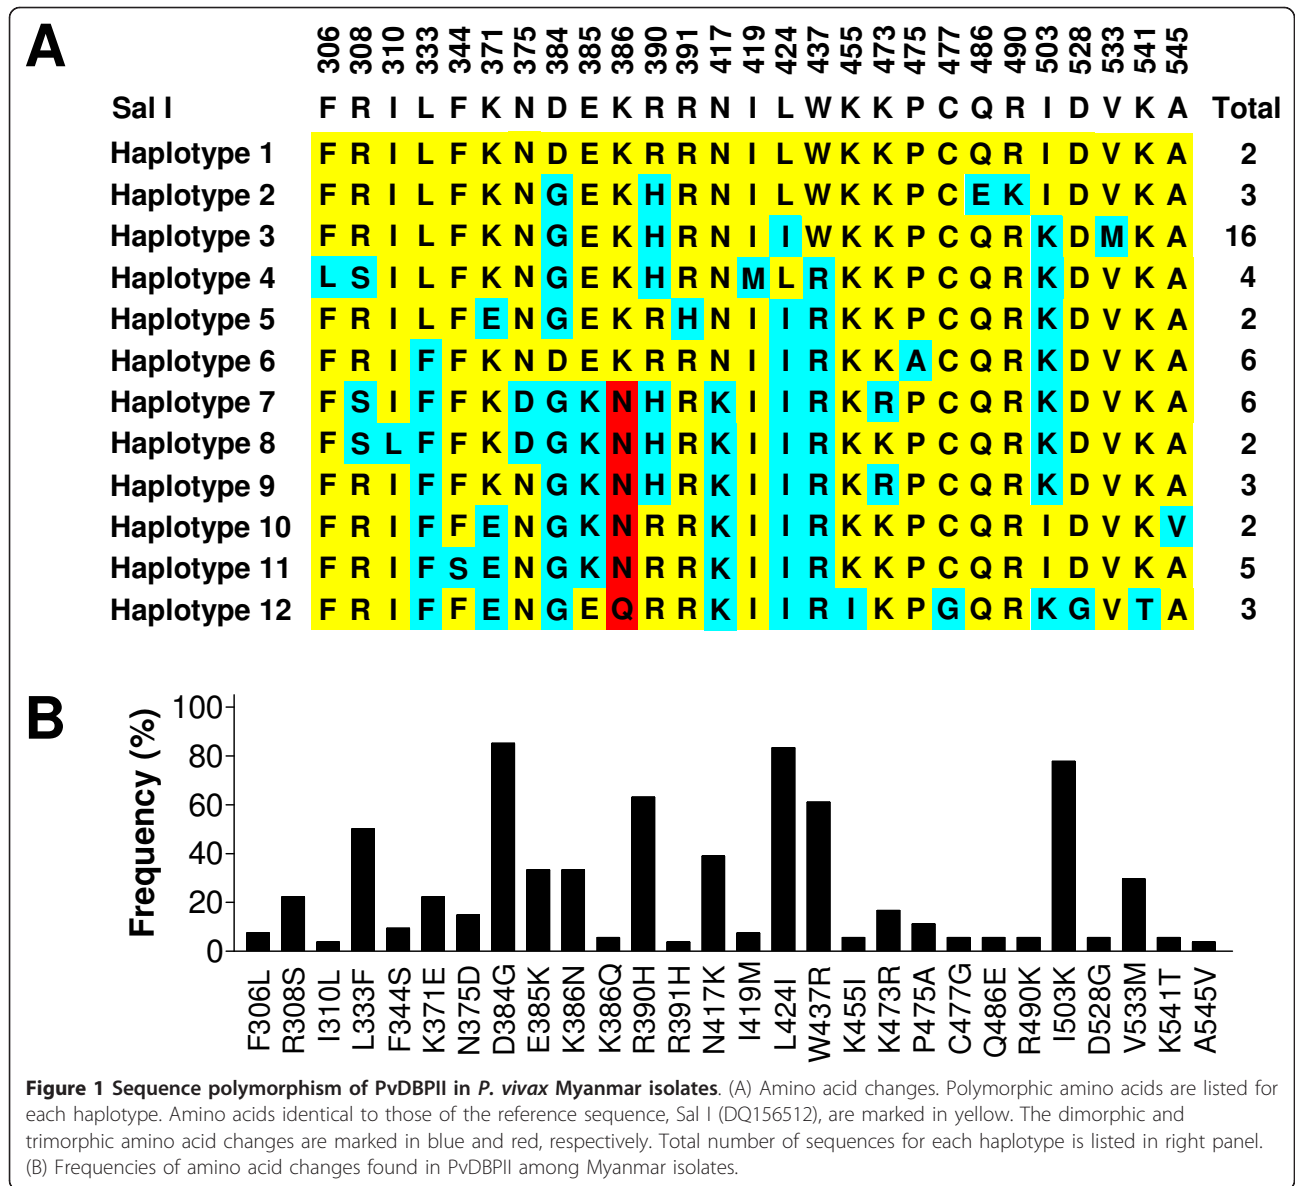 A
306 308 310 333 344 371 375 384 385 386 390 391 417 419 424 437 455 473 475 477 486 490 503 528 533 541 545
Sal I F R I L F K N D E K R R N I L W K K P C Q R I D V K A Total
Haplotype 1 F R I L F K N D E K R R N I L W K K P C Q R I D V K A 2
Haplotype 2 F R I L F K N G E K H R N I L W K K P C E K I D V K A 3
Haplotype 3 F R I L F K N G E K H R N I I W K K P C Q R K D M K A 16
Haplotype 4 L S I L F K N G E K H R N M L R K K P C Q R K D V K A 4
Haplotype 5 F R I L F E N G E K R H N I I R K K P C Q R K D V K A 2
Haplotype 6 F R I F F K N D E K R R N I I R K K A C Q R K D V K A 6
Haplotype 7 F S I F F K D G K N H R K I I R K R P C Q R K D V K A 6
Haplotype 8 F S L F F K D G K N H R K I I R K K P C Q R K D V K A 2
Haplotype 9 F R I F F K N G K N H R K I I R K R P C Q R K D V K A 3
Haplotype 10 F R I F F E N G K N R R K I I R K K P C Q R I D V K V 2
Haplotype 11 F R I F S E N G K N R R K I I R K K P C Q R I D V K A 5
Haplotype 12 F R I F F E N G E Q R R K I I R I K P G Q R K G V T A 3
B
Frequency (%)
100
80
60
40
20
0
F306L R308S I310L L333F F344S K371E N375D D384G E385K K386N K386Q R390H R391H N417K I419M L424I W437R K455I K473R P475A C477G Q486E R490K I503K D528G V533M K541T A545V
Figure 1 Sequence polymorphism of PvDBPII in P. vivax Myanmar isolates. (A) Amino acid changes. Polymorphic amino acids are listed for
each haplotype. Amino acids identical to those of the reference sequence, Sal I (DQ156512), are marked in yellow. The dimorphic and
trimorphic amino acid changes are marked in blue and red, respectively. Total number of sequences for each haplotype is listed in right panel.
(B) Frequencies of amino acid changes found in PvDBPII among Myanmar isolates.